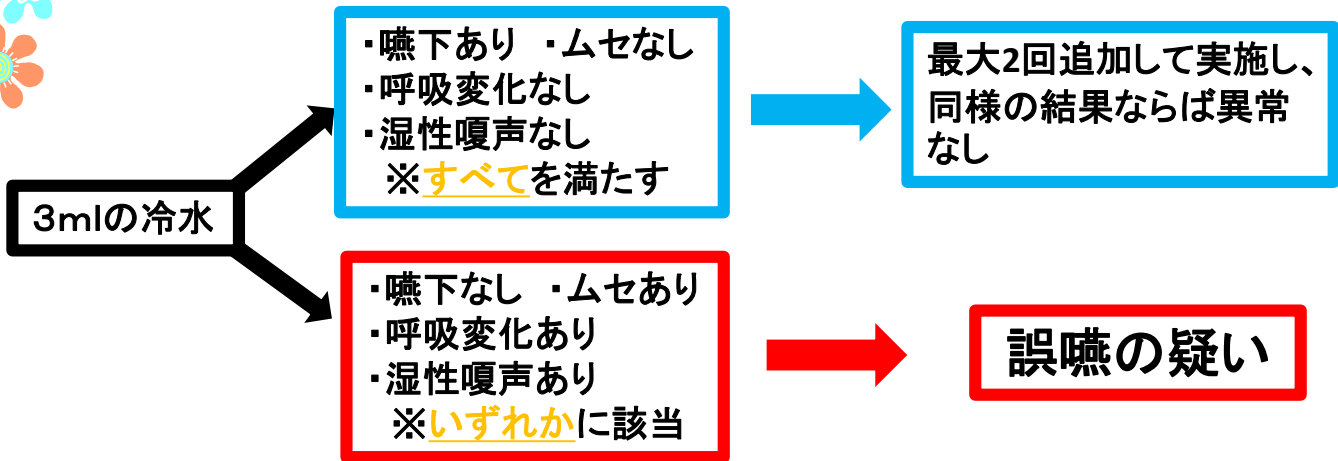 3mlの冷水
・嚥下あり ・ムセなし
・呼吸変化なし
・湿性嗄声なし
※すべてを満たす
最大2回追加して実施し、
同様の結果ならば異常
なし
・嚥下なし ・ムセあり
・呼吸変化あり
・湿性嗄声あり
※いずれかに該当
誤嚥の疑い